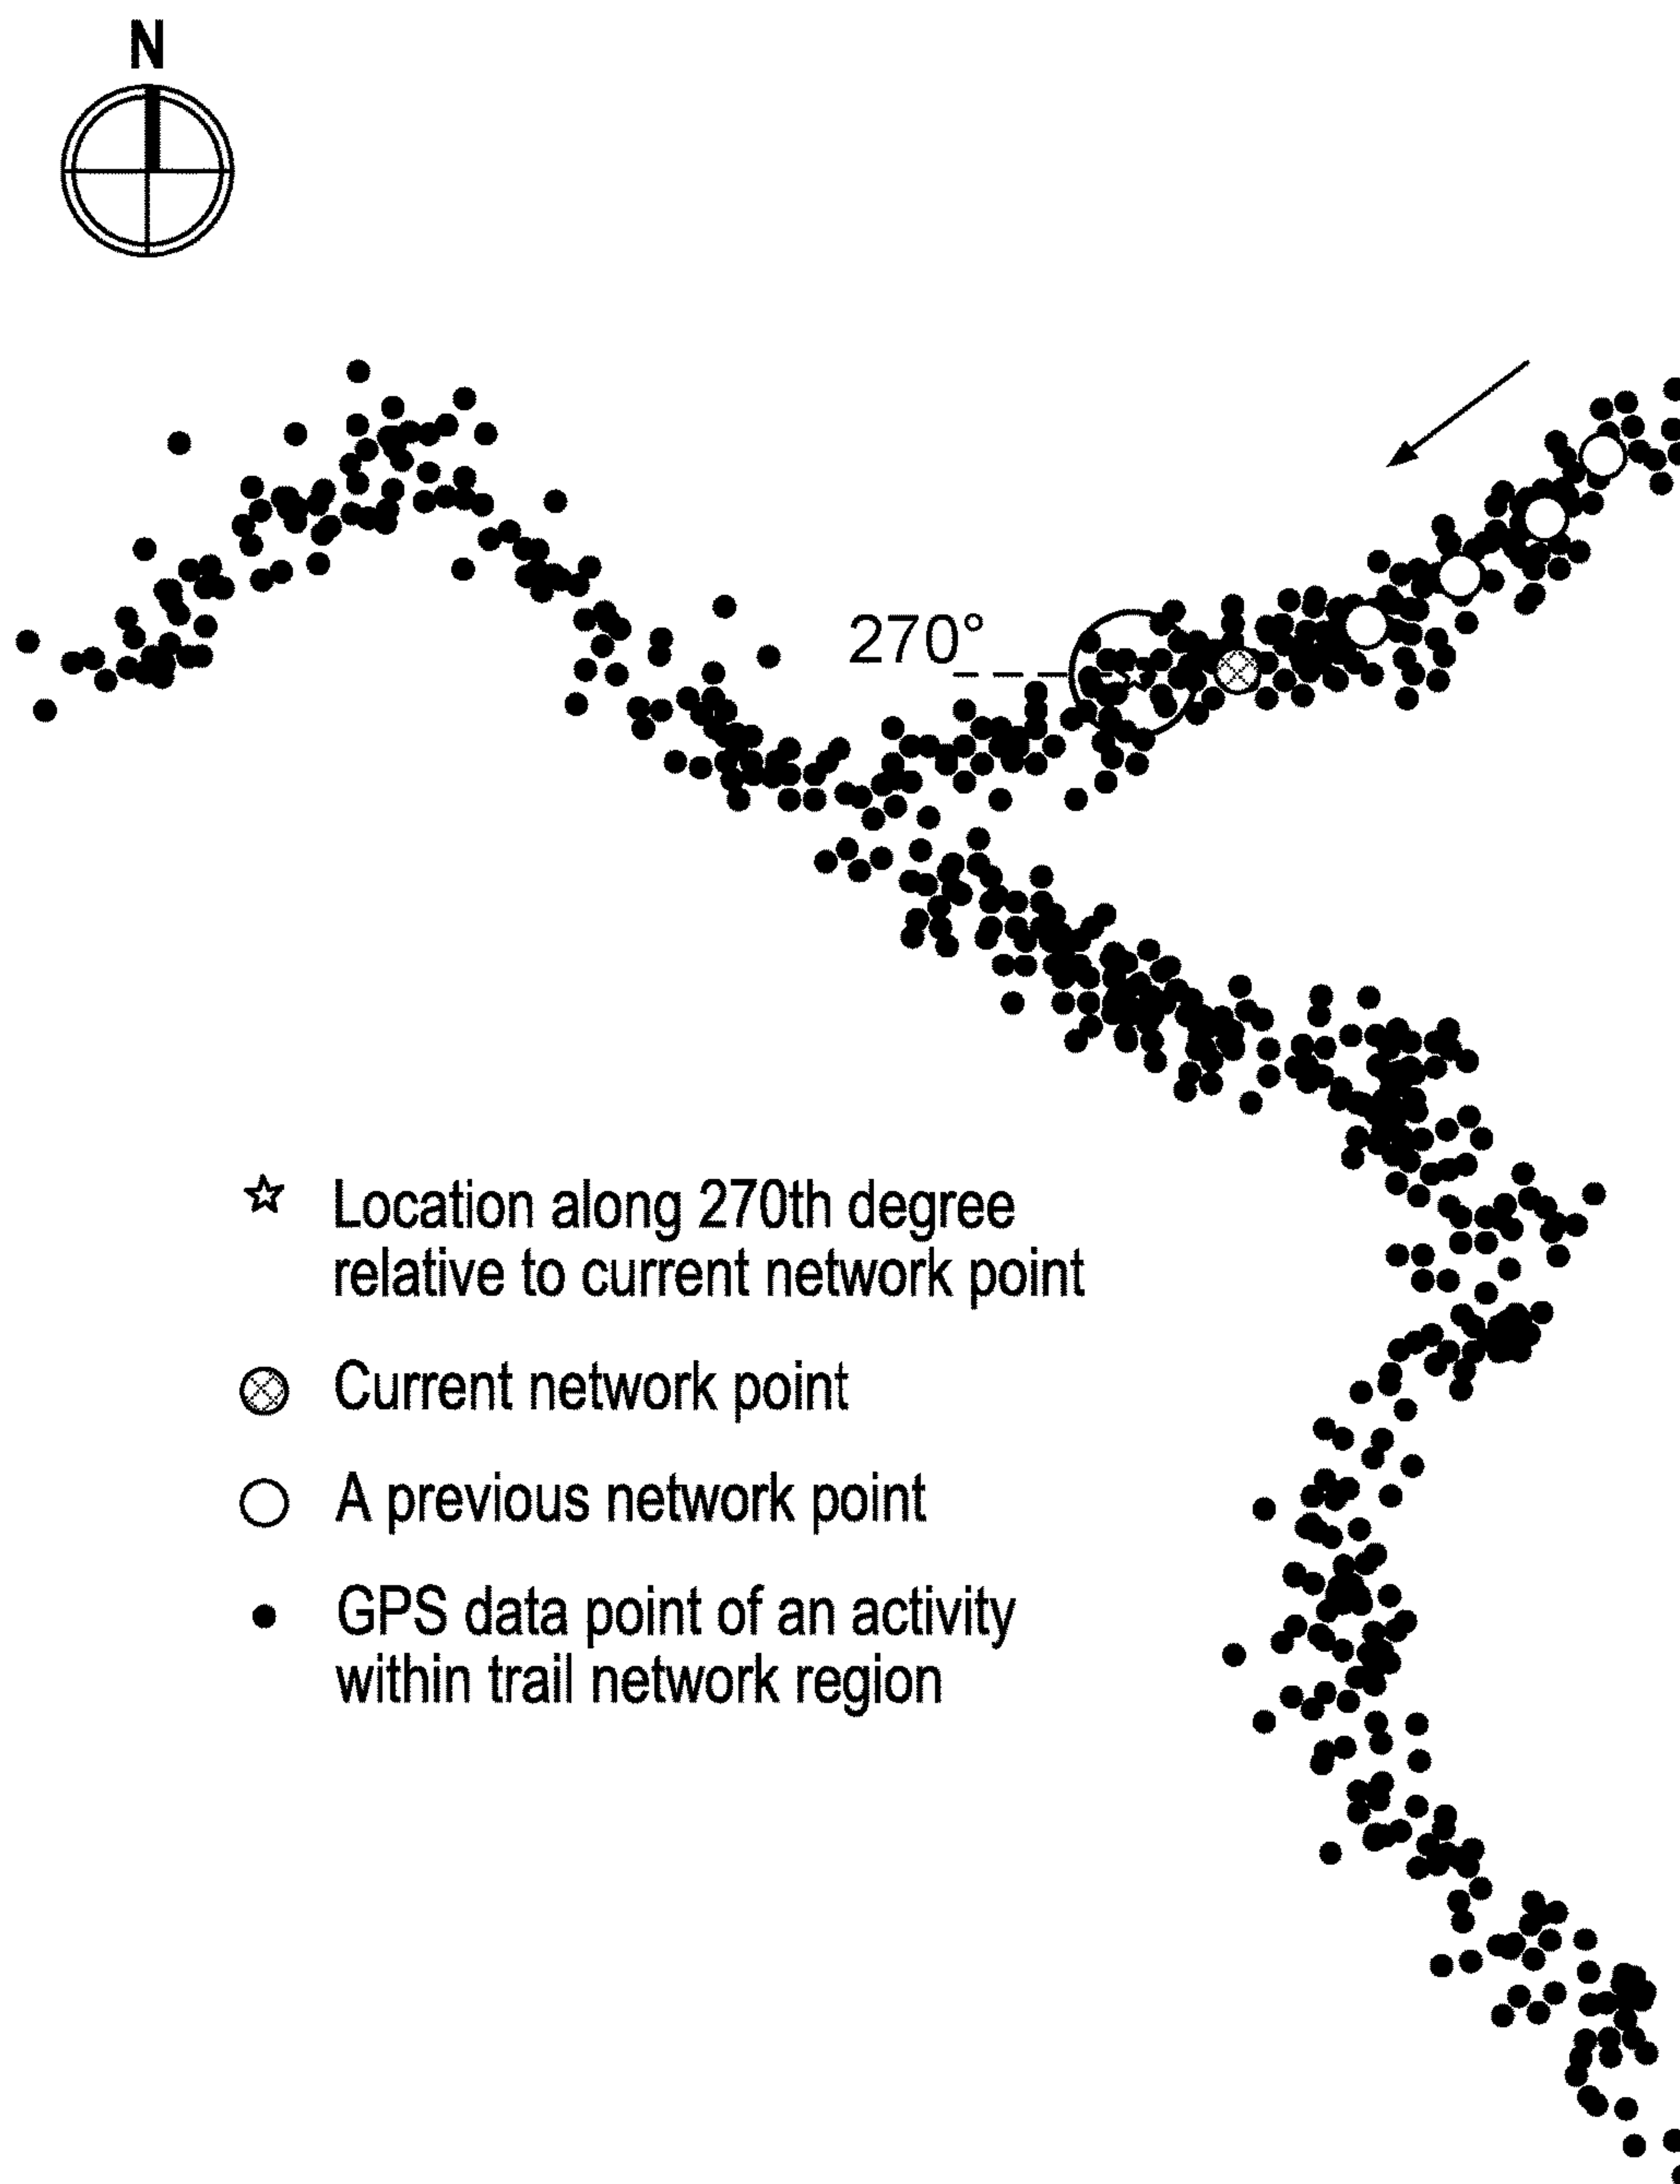 N
270°
Location along 270th degree
relative to current network point
Current network point
A previous network point
GPS data point of an activity
within trail network region